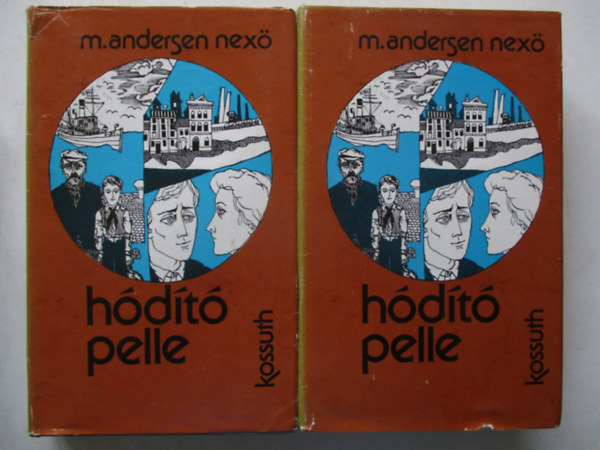 m.andersen nexö
hódító
pelle
kossuth
m.andersen nexö
hódító
pelle
kossuth